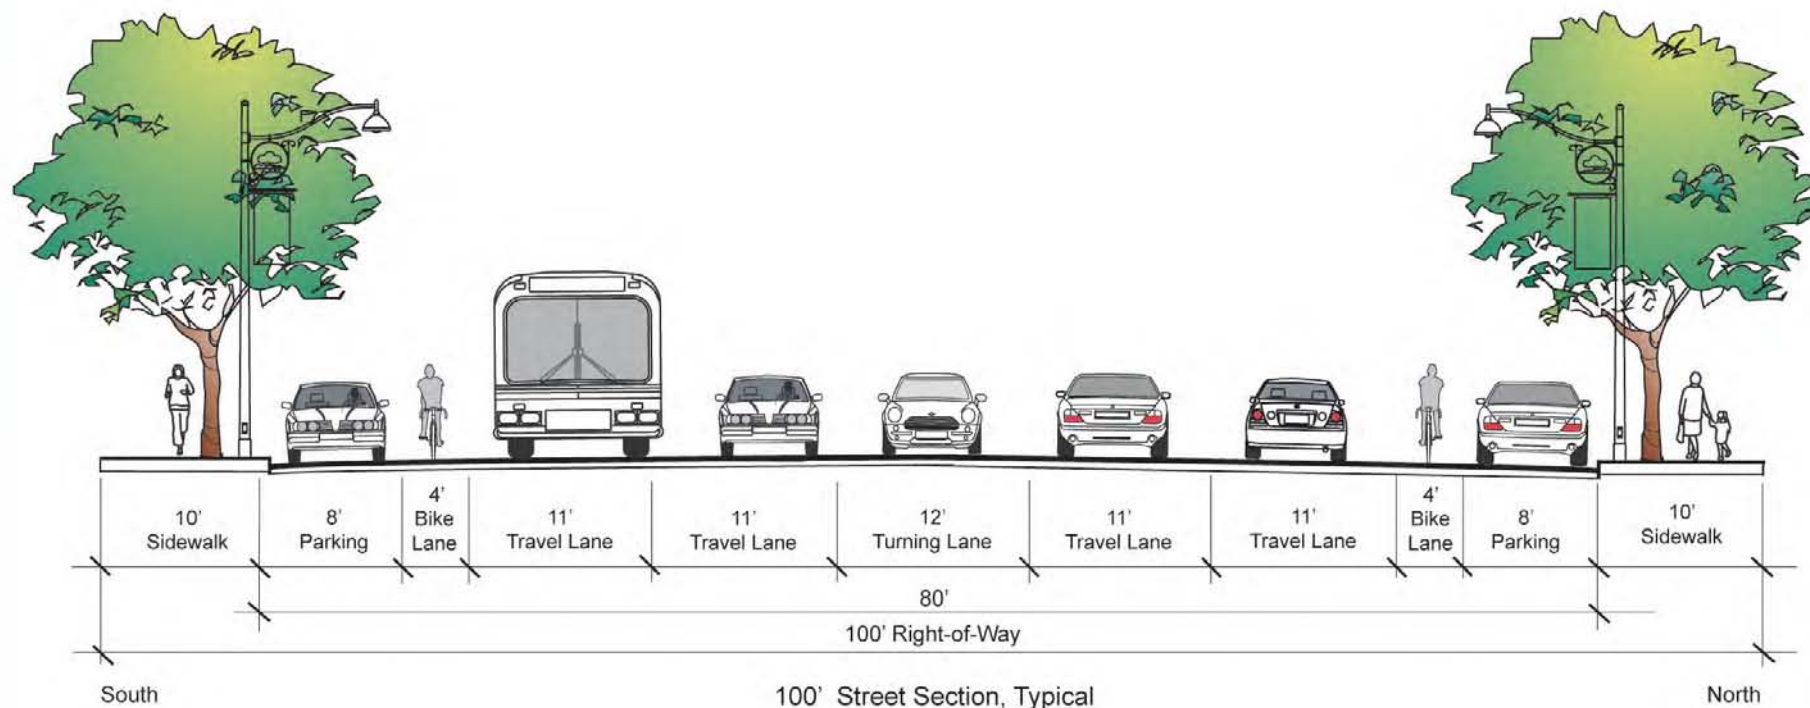 10’ Sidewalk
8’ Parking
4’ Bike Lane
11’ Travel Lane
11’ Travel Lane
12’ Turning Lane
11’ Travel Lane
11’ Travel Lane
4’ Bike Lane
8’ Parking
10’ Sidewalk
80’
100’ Right-of-Way
South
100’ Street Section, Typical
North